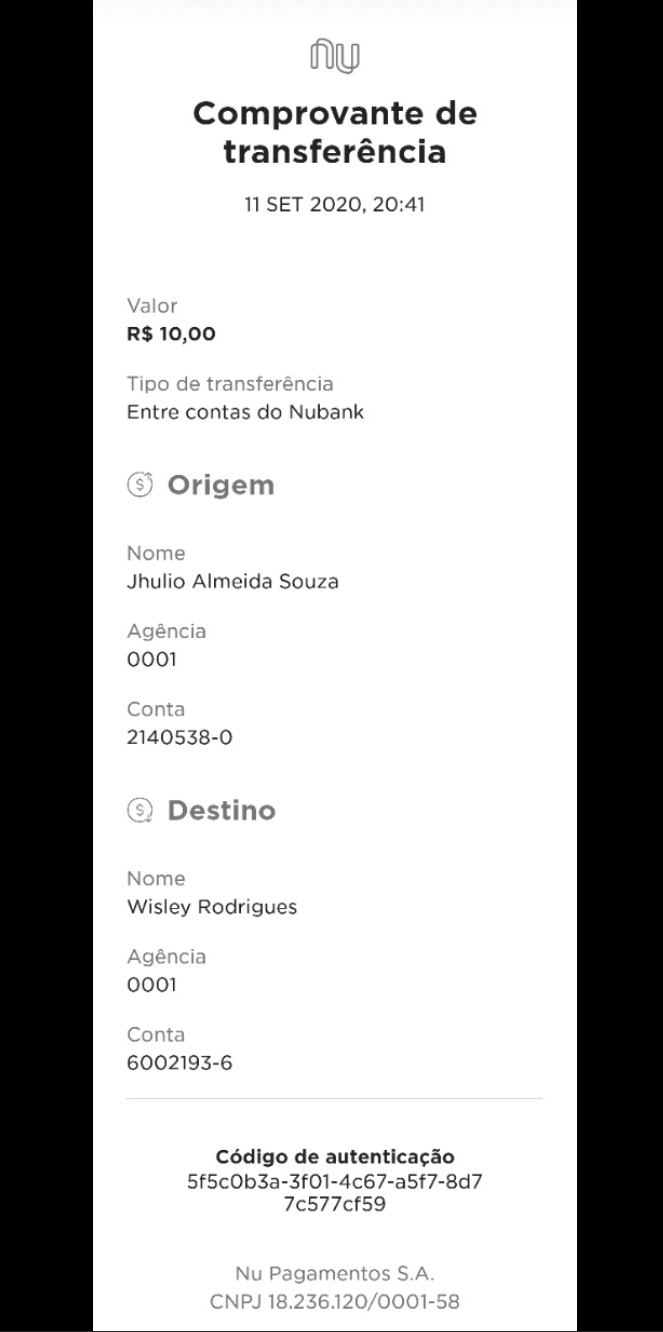 nu
Comprovante de
transferência
11 SET 2020, 20:41
Valor
R$ 10,00
Tipo de transferência
Entre contas do Nubank
Origem
Nome
Jhulio Almeida Souza
Agência
0001
Conta
2140538-0
Destino
Nome
Wisley Rodrigues
Agência
0001
Conta
6002193-6
Código de autenticação
5f5c0b3a-3f01-4c67-a5f7-8d7
7c577cf59
Nu Pagamentos S.A.
CNPJ 18.236.120/0001-58